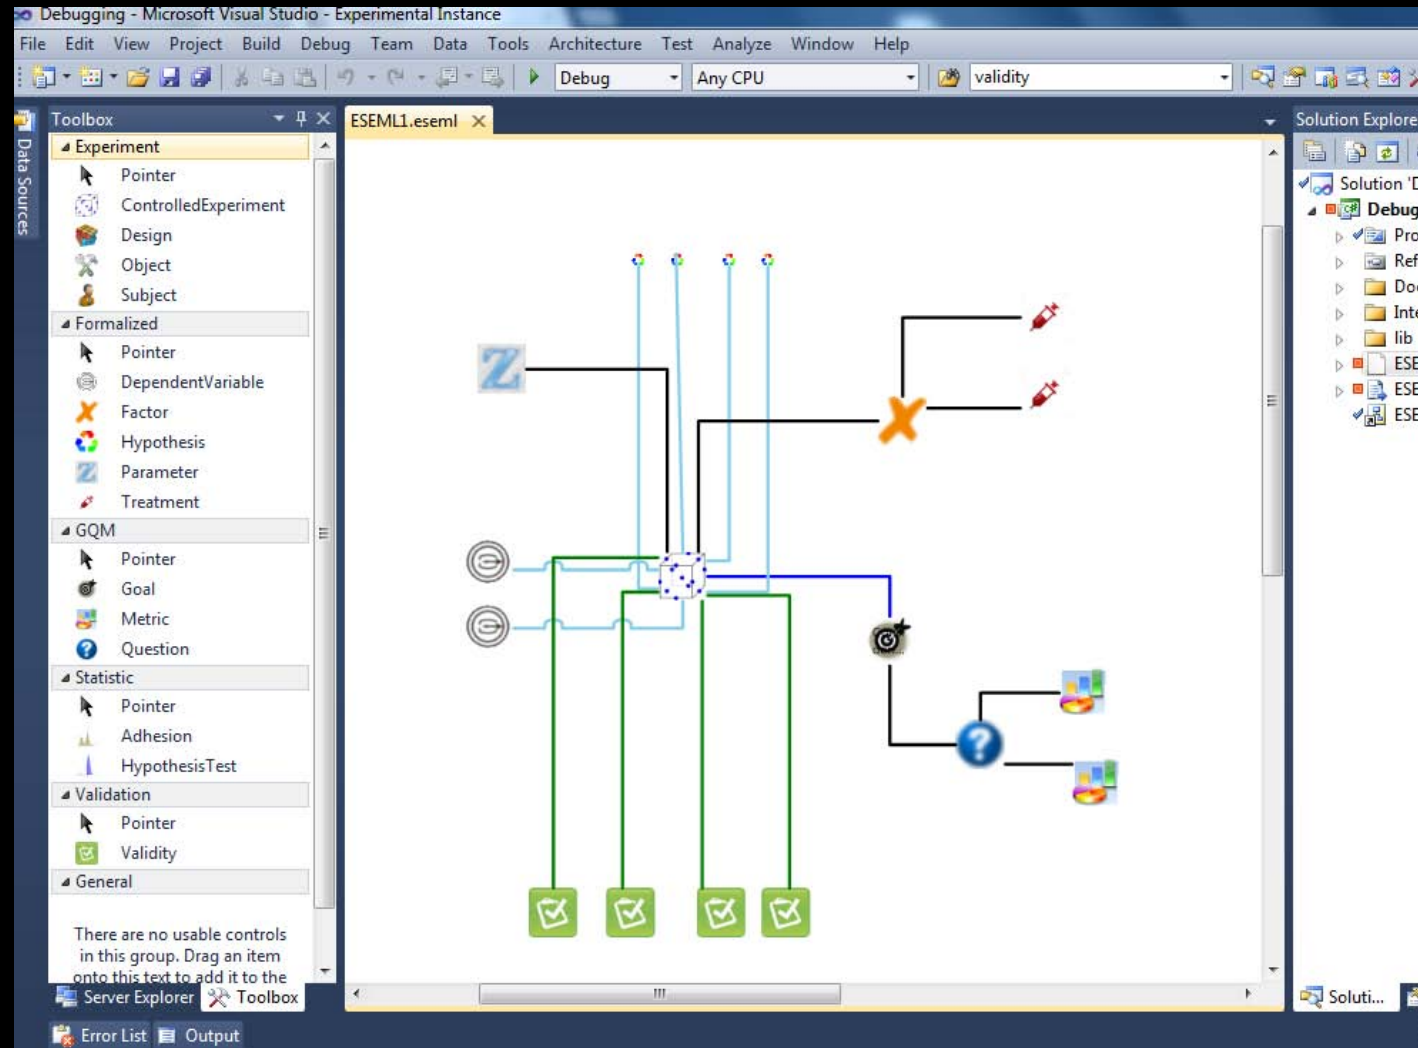 Debugging - Microsoft Visual Studio - Experimental Instance
File Edit View Project Build Debug Team Data Tools Architecture Test Analyze Window Help
Debug Any CPU validity
Data Sources
Toolbox
Experiment
Pointer
ControlledExperiment
Design
Object
Subject
Formalized
Pointer
DependentVariable
Factor
Hypothesis
Parameter
Treatment
GQM
Pointer
Goal
Metric
Question
Statistic
Pointer
Adhesion
HypothesisTest
Validation
Pointer
Validity
General
There are no usable controls
in this group. Drag an item
onto this text to add it to the
Server Explorer Toolbox
ESEML1.eseml
Z
?
Solution Explore
Solution 'D
Debug
Pro
Ref
Doc
Inte
lib
ESE
ESE
ESE
Soluti...
Error List Output